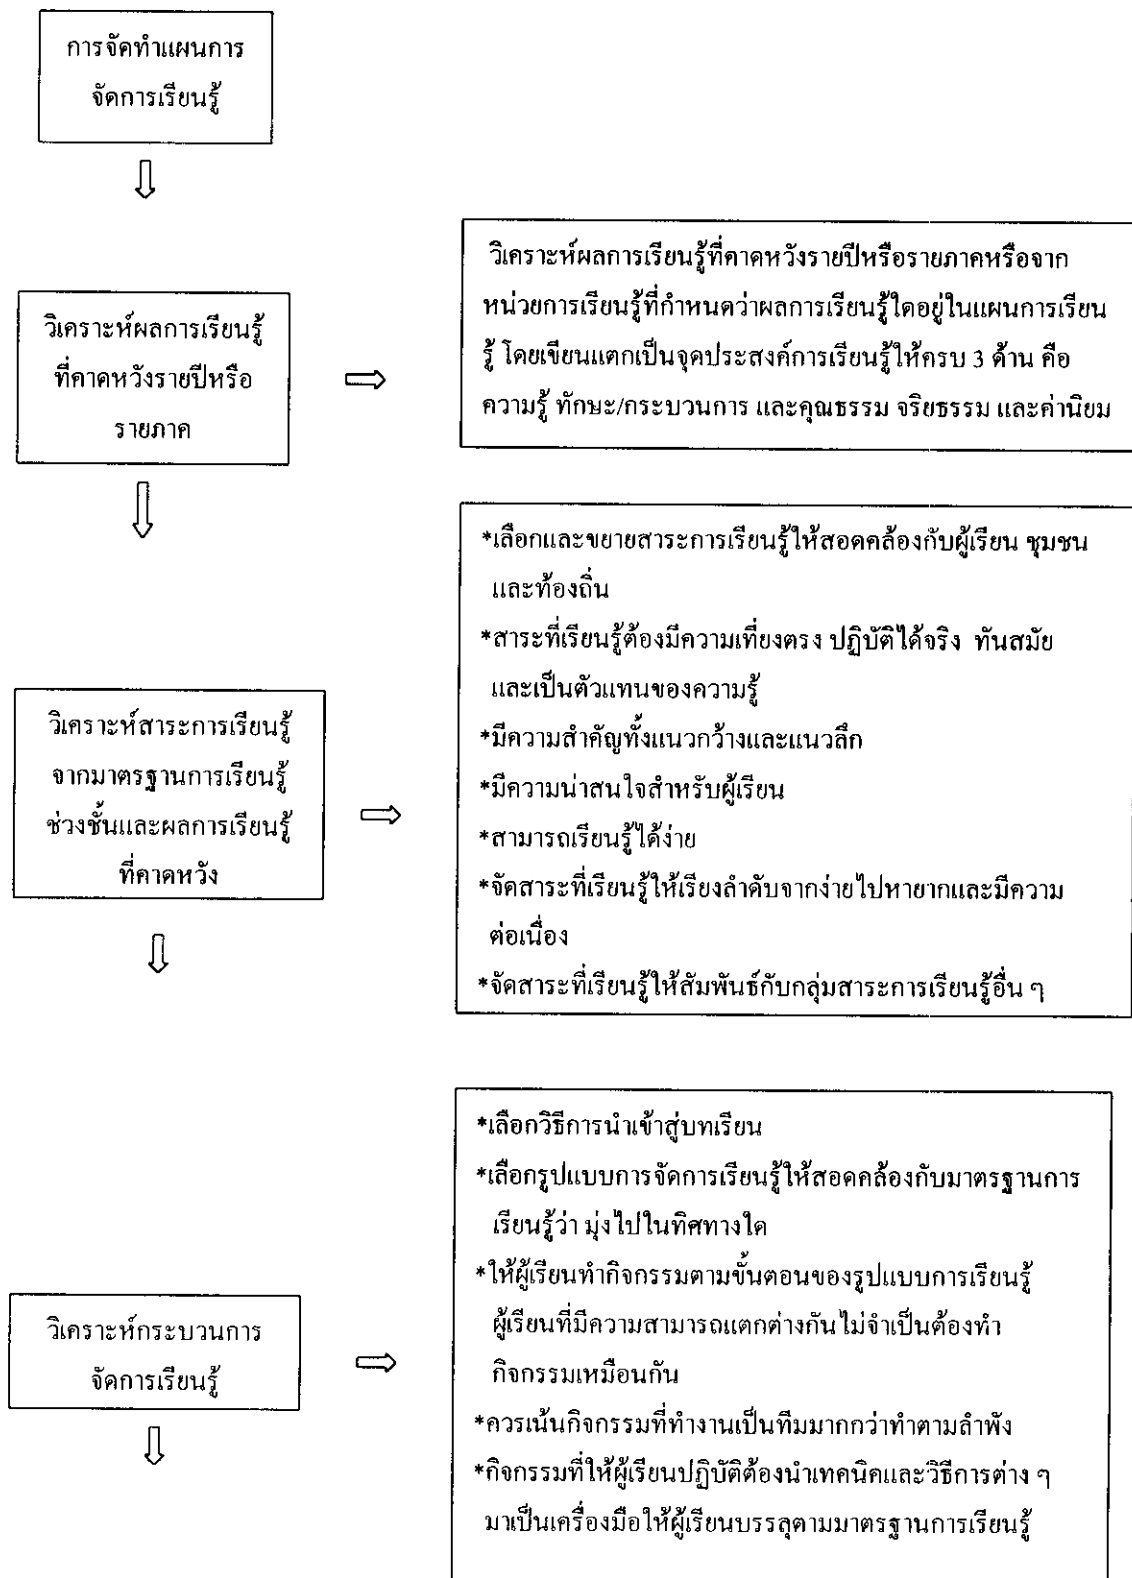 การจัดทำแผนการ
จัดการเรียนรู้
วิเคราะห์ผลการเรียนรู้
ที่คาดหวังรายปีหรือ
รายภาค
วิเคราะห์ผลการเรียนรู้ที่คาดหวังรายปีหรือรายภาคหรือจาก
หน่วยการเรียนรู้ที่กำหนดว่าผลการเรียนรู้ใดอยู่ในแผนการเรียน
รู้ โดยเขียนแตกเป็นจุดประสงค์การเรียนรู้ให้ครบ 3 ด้าน คือ
ความรู้ ทักษะ/กระบวนการ และคุณธรรม จริยธรรม และค่านิยม
วิเคราะห์สาระการเรียนรู้
จากมาตรฐานการเรียนรู้
ช่วงชั้นและผลการเรียนรู้
ที่คาดหวัง
*เลือกและขยายสาระการเรียนรู้ให้สอดคล้องกับผู้เรียน ชุมชน
และท้องถิ่น
*สาระที่เรียนรู้ต้องมีความเที่ยงตรง ปฏิบัติได้จริง ทันสมัย
และเป็นตัวแทนของความรู้
*มีความสำคัญทั้งแนวกว้างและแนวลึก
*มีความน่าสนใจสำหรับผู้เรียน
*สามารถเรียนรู้ได้ง่าย
*จัดสาระที่เรียนรู้ให้เรียงลำดับจากง่ายไปหายากและมีความ
ต่อเนื่อง
*จัดสาระที่เรียนรู้ให้สัมพันธ์กับกลุ่มสาระการเรียนรู้อื่น ๆ
วิเคราะห์กระบวนการ
จัดการเรียนรู้
*เลือกวิธีการนำเข้าสู่บทเรียน
*เลือกรูปแบบการจัดการเรียนรู้ให้สอดคล้องกับมาตรฐานการ
เรียนรู้ว่า มุ่งไปในทิศทางใด
*ให้ผู้เรียนทำกิจกรรมตามขั้นตอนของรูปแบบการเรียนรู้
ผู้เรียนที่มีความสามารถแตกต่างกันไม่จำเป็นต้องทำ
กิจกรรมเหมือนกัน
*ควรเน้นกิจกรรมที่ทำงานเป็นทีมมากกว่าทำตามลำพัง
*กิจกรรมที่ให้ผู้เรียนปฏิบัติต้องนำเทคนิคและวิธีการต่าง ๆ
มาเป็นเครื่องมือให้ผู้เรียนบรรลุตามมาตรฐานการเรียนรู้